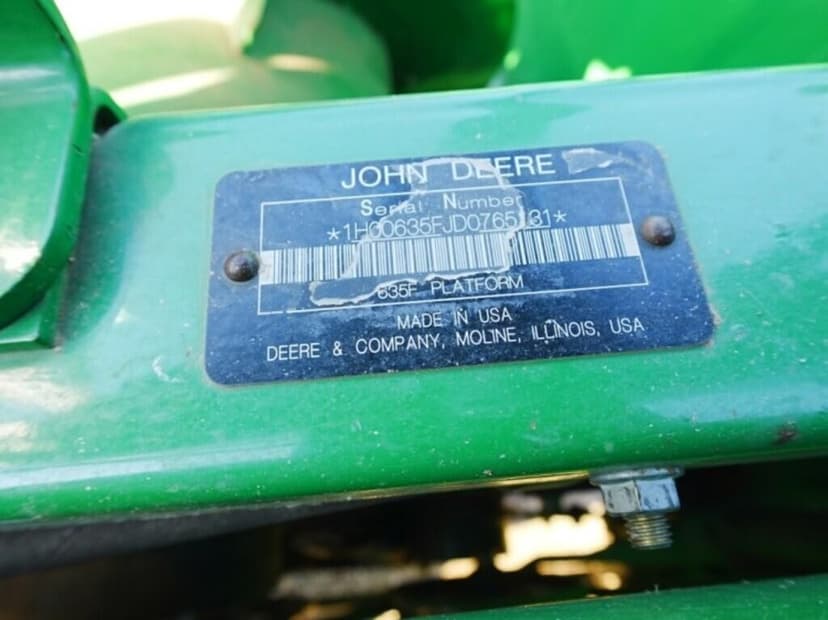 JOHN DEERE
Serial Number
*1H00635FJD0765131*
635F PLATFORM
MADE IN USA
DEERE & COMPANY, MOLINE, ILLINOIS, USA